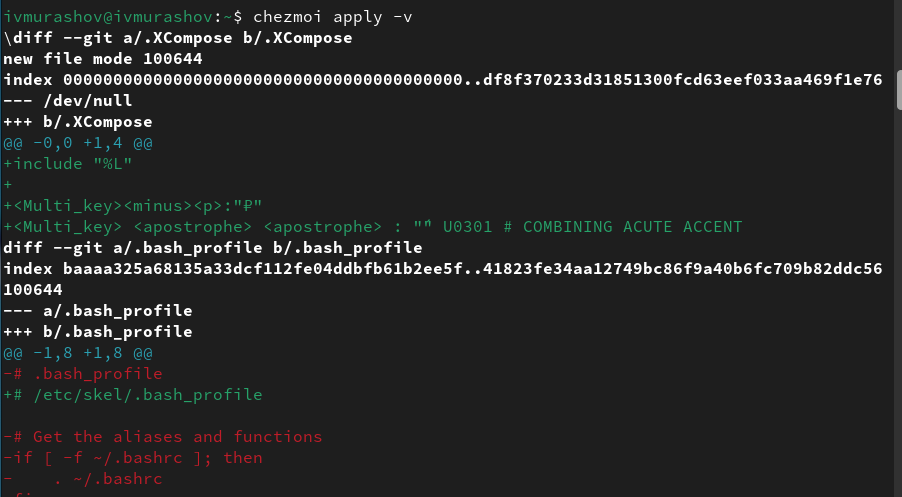 ivmurashov@ivmurashov:~$ chezmoi apply -v
\diff --git a/.XCompose b/.XCompose
new file mode 100644
index 0000000000000000000000000000000000000000..df8f370233d31851300fcd63eef033aa469f1e76
--- /dev/null
+++ b/.XCompose
@@ -0,0 +1,4 @@
+include "%L"
+
+<Multi_key><minus><p>:"₽"
+<Multi_key> <apostrophe> <apostrophe> : "́" U0301 # COMBINING ACUTE ACCENT
diff --git a/.bash_profile b/.bash_profile
index baaaa325a68135a33dcf112fe04ddbfb61b2ee5f..41823fe34aa12749bc86f9a40b6fc709b82ddc56
100644
--- a/.bash_profile
+++ b/.bash_profile
@@ -1,8 +1,8 @@
-# .bash_profile
+# /etc/skel/.bash_profile
-# Get the aliases and functions
-if [ -f ~/.bashrc ]; then
-    . ~/.bashrc